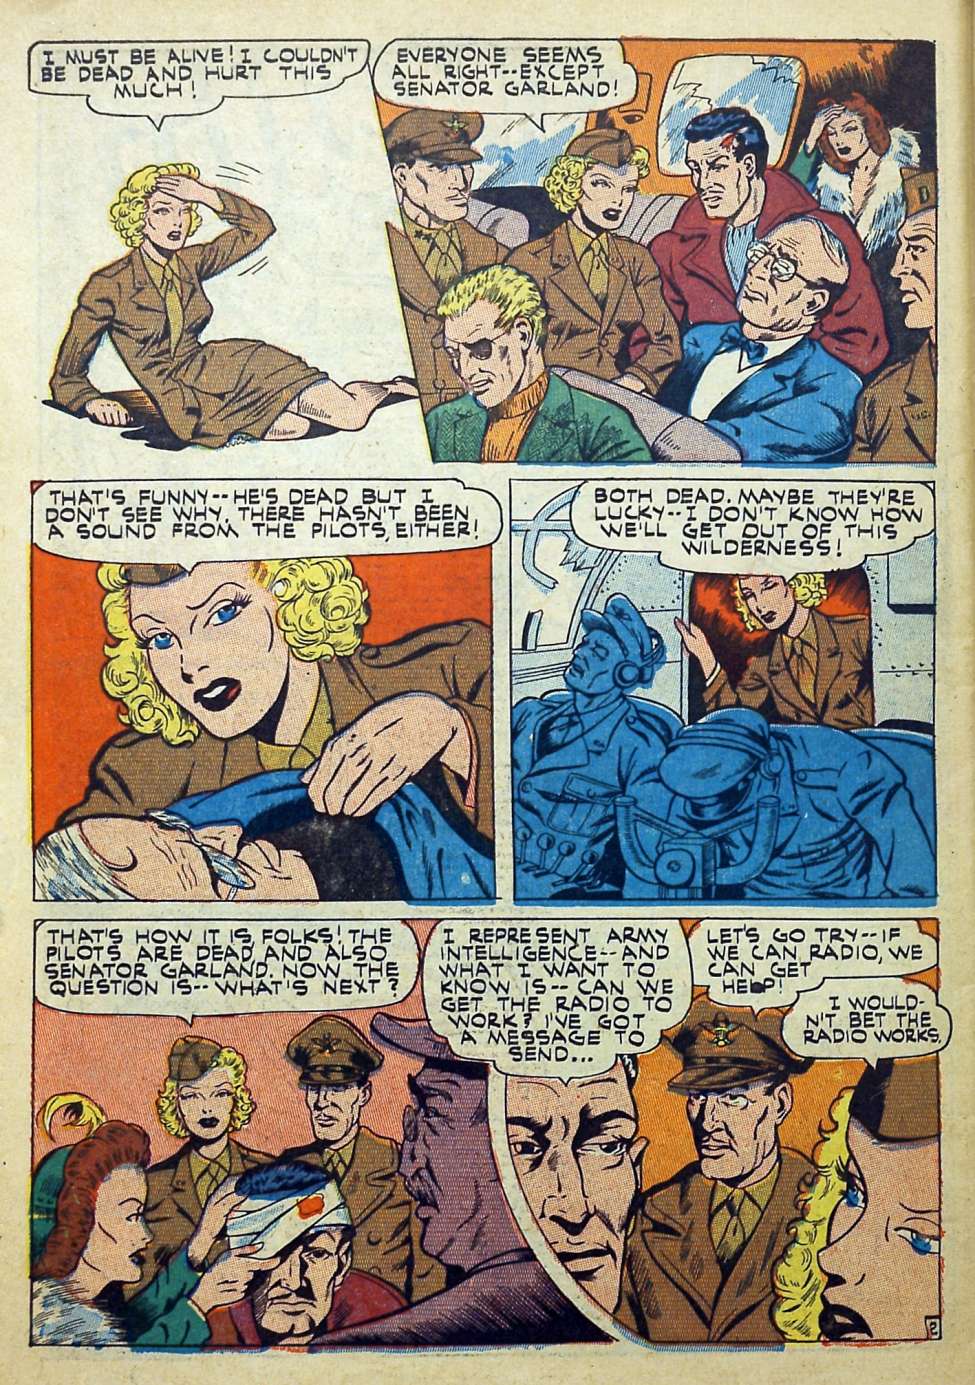 I MUST BE ALIVE! I COULDN'T
BE DEAD AND HURT THIS
MUCH!
EVERYONE SEEMS
ALL RIGHT--EXCEPT
SENATOR GARLAND!
THAT'S FUNNY--HE'S DEAD BUT I
DON'T SEE WHY. THERE HASN'T BEEN
A SOUND FROM THE PILOTS, EITHER!
BOTH DEAD. MAYBE THEY'RE
LUCKY--I DON'T KNOW HOW
WE'LL GET OUT OF THIS
WILDERNESS!
THAT'S HOW IT IS FOLKS! THE
PILOTS ARE DEAD, AND ALSO
SENATOR GARLAND. NOW THE
QUESTION IS--WHAT'S NEXT?
I REPRESENT ARMY
INTELLIGENCE--AND
WHAT I WANT TO
KNOW IS--CAN WE
GET THE RADIO TO
WORK? I'VE GOT
A MESSAGE TO
SEND...
LET'S GO TRY--IF
WE CAN RADIO, WE
CAN GET
HELP!
I WOULD-
N'T BET THE
RADIO WORKS.
2